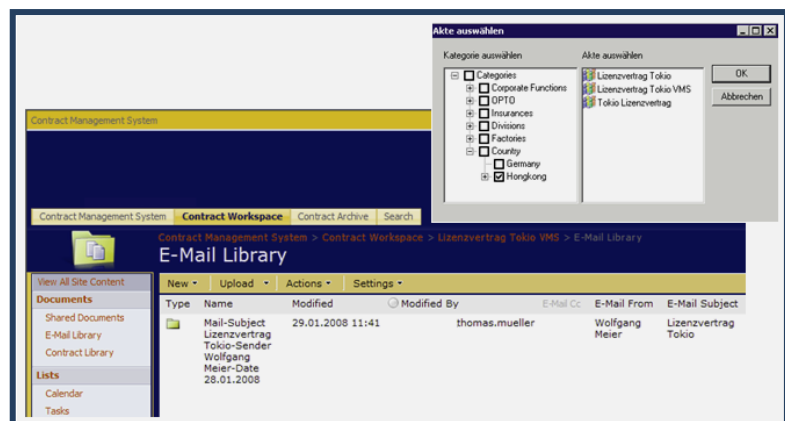 Akte auswählen
Kategorie auswählen
Akte auswählen
Categories
Corporate Functions
OPTO
Insurances
Divisions
Factories
Country
Germany
Hongkong
Lizenzvertrag Tokio
Lizenzvertrag Tokio VMS
Tokio Lizenzvertrag
OK
Abbrechen
Contract Management System
Contract Management System Contract Workspace Contract Archive Search
Contract Management System > Contract Workspace > Lizenzvertrag Tokio VMS > E-Mail Library
E-Mail Library
View All Site Content
Documents
Shared Documents
E-Mail Library
Contract Library
Lists
Calendar
Tasks
New Upload Actions Settings
Type Name Modified Modified By E-Mail Cc E-Mail From E-Mail Subject
Mail-Subject 29.01.2008 11:41 thomas.mueller Wolfgang Lizenzvertrag
Lizenzvertrag Meier Tokio
Tokio-Sender
Wolfgang
Meier-Date
28.01.2008